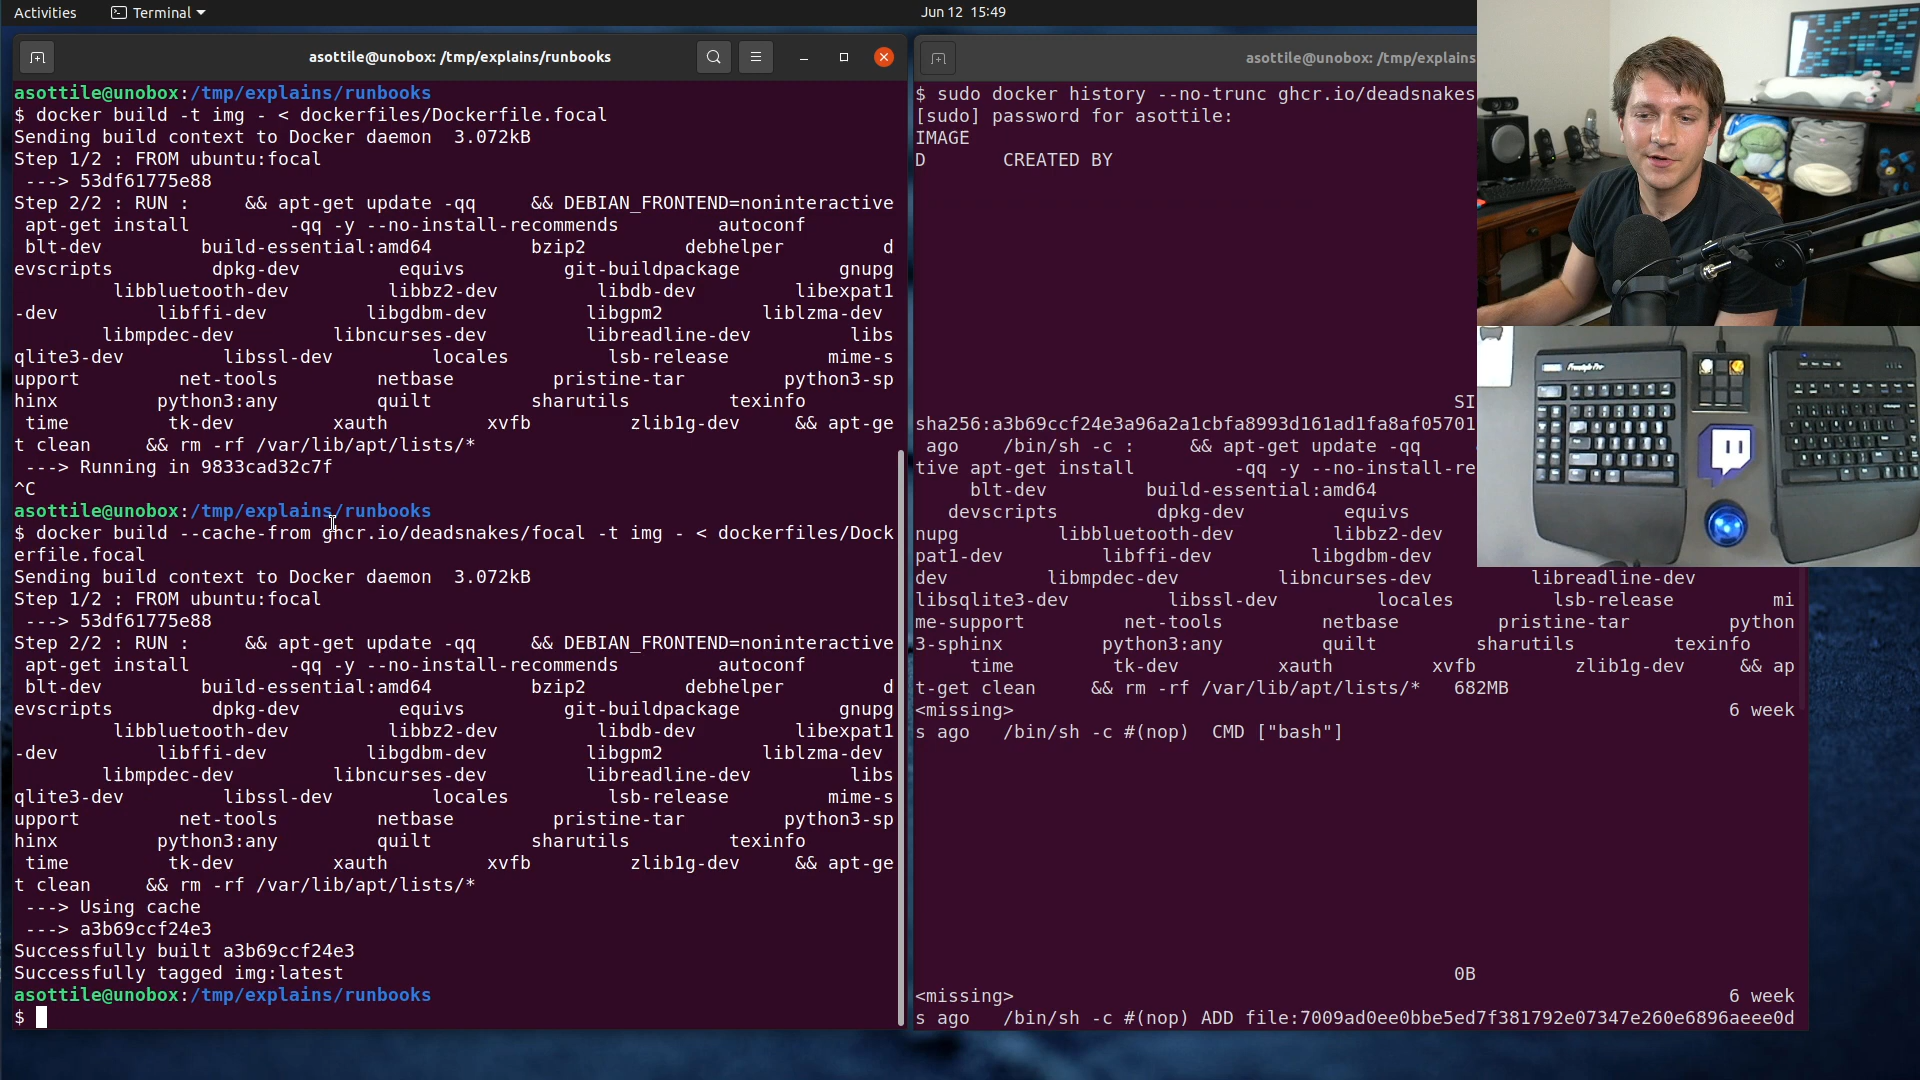 Activities
Terminal
Jun 12 15:49
asottile@unobox: /tmp/explains/runbooks
asottile@unobox:/tmp/explains/runbooks
$ docker build -t img - < dockerfiles/Dockerfile.focal
Sending build context to Docker daemon  3.072kB
Step 1/2 : FROM ubuntu:focal
 ---> 53df61775e88
Step 2/2 : RUN :     && apt-get update -qq     && DEBIAN_FRONTEND=noninteractive
 apt-get install         -qq -y --no-install-recommends         autoconf
 blt-dev         build-essential:amd64         bzip2         debhelper         d
evscripts         dpkg-dev         equivs         git-buildpackage         gnupg
         libbluetooth-dev         libbz2-dev         libdb-dev         libexpat1
-dev         libffi-dev         libgdbm-dev         libgpm2         liblzma-dev
        libmpdec-dev         libncurses-dev         libreadline-dev         libs
qlite3-dev         libssl-dev         locales         lsb-release         mime-s
upport         net-tools         netbase         pristine-tar         python3-sp
hinx         python3:any         quilt         sharutils         texinfo
 time         tk-dev         xauth         xvfb         zlib1g-dev     && apt-ge
t clean     && rm -rf /var/lib/apt/lists/*
 ---> Running in 9833cad32c7f
^C
asottile@unobox:/tmp/explains/runbooks
$ docker build --cache-from ghcr.io/deadsnakes/focal -t img - < dockerfiles/Dock
erfile.focal
Sending build context to Docker daemon  3.072kB
Step 1/2 : FROM ubuntu:focal
 ---> 53df61775e88
Step 2/2 : RUN :     && apt-get update -qq     && DEBIAN_FRONTEND=noninteractive
 apt-get install         -qq -y --no-install-recommends         autoconf
 blt-dev         build-essential:amd64         bzip2         debhelper         d
evscripts         dpkg-dev         equivs         git-buildpackage         gnupg
         libbluetooth-dev         libbz2-dev         libdb-dev         libexpat1
-dev         libffi-dev         libgdbm-dev         libgpm2         liblzma-dev
        libmpdec-dev         libncurses-dev         libreadline-dev         libs
qlite3-dev         libssl-dev         locales         lsb-release         mime-s
upport         net-tools         netbase         pristine-tar         python3-sp
hinx         python3:any         quilt         sharutils         texinfo
 time         tk-dev         xauth         xvfb         zlib1g-dev     && apt-ge
t clean     && rm -rf /var/lib/apt/lists/*
 ---> Using cache
 ---> a3b69ccf24e3
Successfully built a3b69ccf24e3
Successfully tagged img:latest
asottile@unobox:/tmp/explains/runbooks
$
asottile@unobox: /tmp/explains
$ sudo docker history --no-trunc ghcr.io/deadsnakes
[sudo] password for asottile:
IMAGE
D       CREATED BY
SI
sha256:a3b69ccf24e3a96a2a1cbfa8993d161ad1fa8af05701
 ago    /bin/sh -c :     && apt-get update -qq
tive apt-get install         -qq -y --no-install-re
     blt-dev         build-essential:amd64
   devscripts         dpkg-dev         equivs
nupg         libbluetooth-dev         libbz2-dev
pat1-dev         libffi-dev         libgdbm-dev
dev         libmpdec-dev         libncurses-dev         libreadline-dev
libsqlite3-dev         libssl-dev         locales         lsb-release         mi
me-support         net-tools         netbase         pristine-tar         python
3-sphinx         python3:any         quilt         sharutils         texinfo
     time         tk-dev         xauth         xvfb         zlib1g-dev     && ap
t-get clean     && rm -rf /var/lib/apt/lists/*   682MB
<missing>                                                                 6 week
s ago   /bin/sh -c #(nop)  CMD ["bash"]
0B
<missing>                                                                 6 week
s ago   /bin/sh -c #(nop) ADD file:7009ad0ee0bbe5ed7f381792e07347e260e6896aeee0d
Freestyle Pro